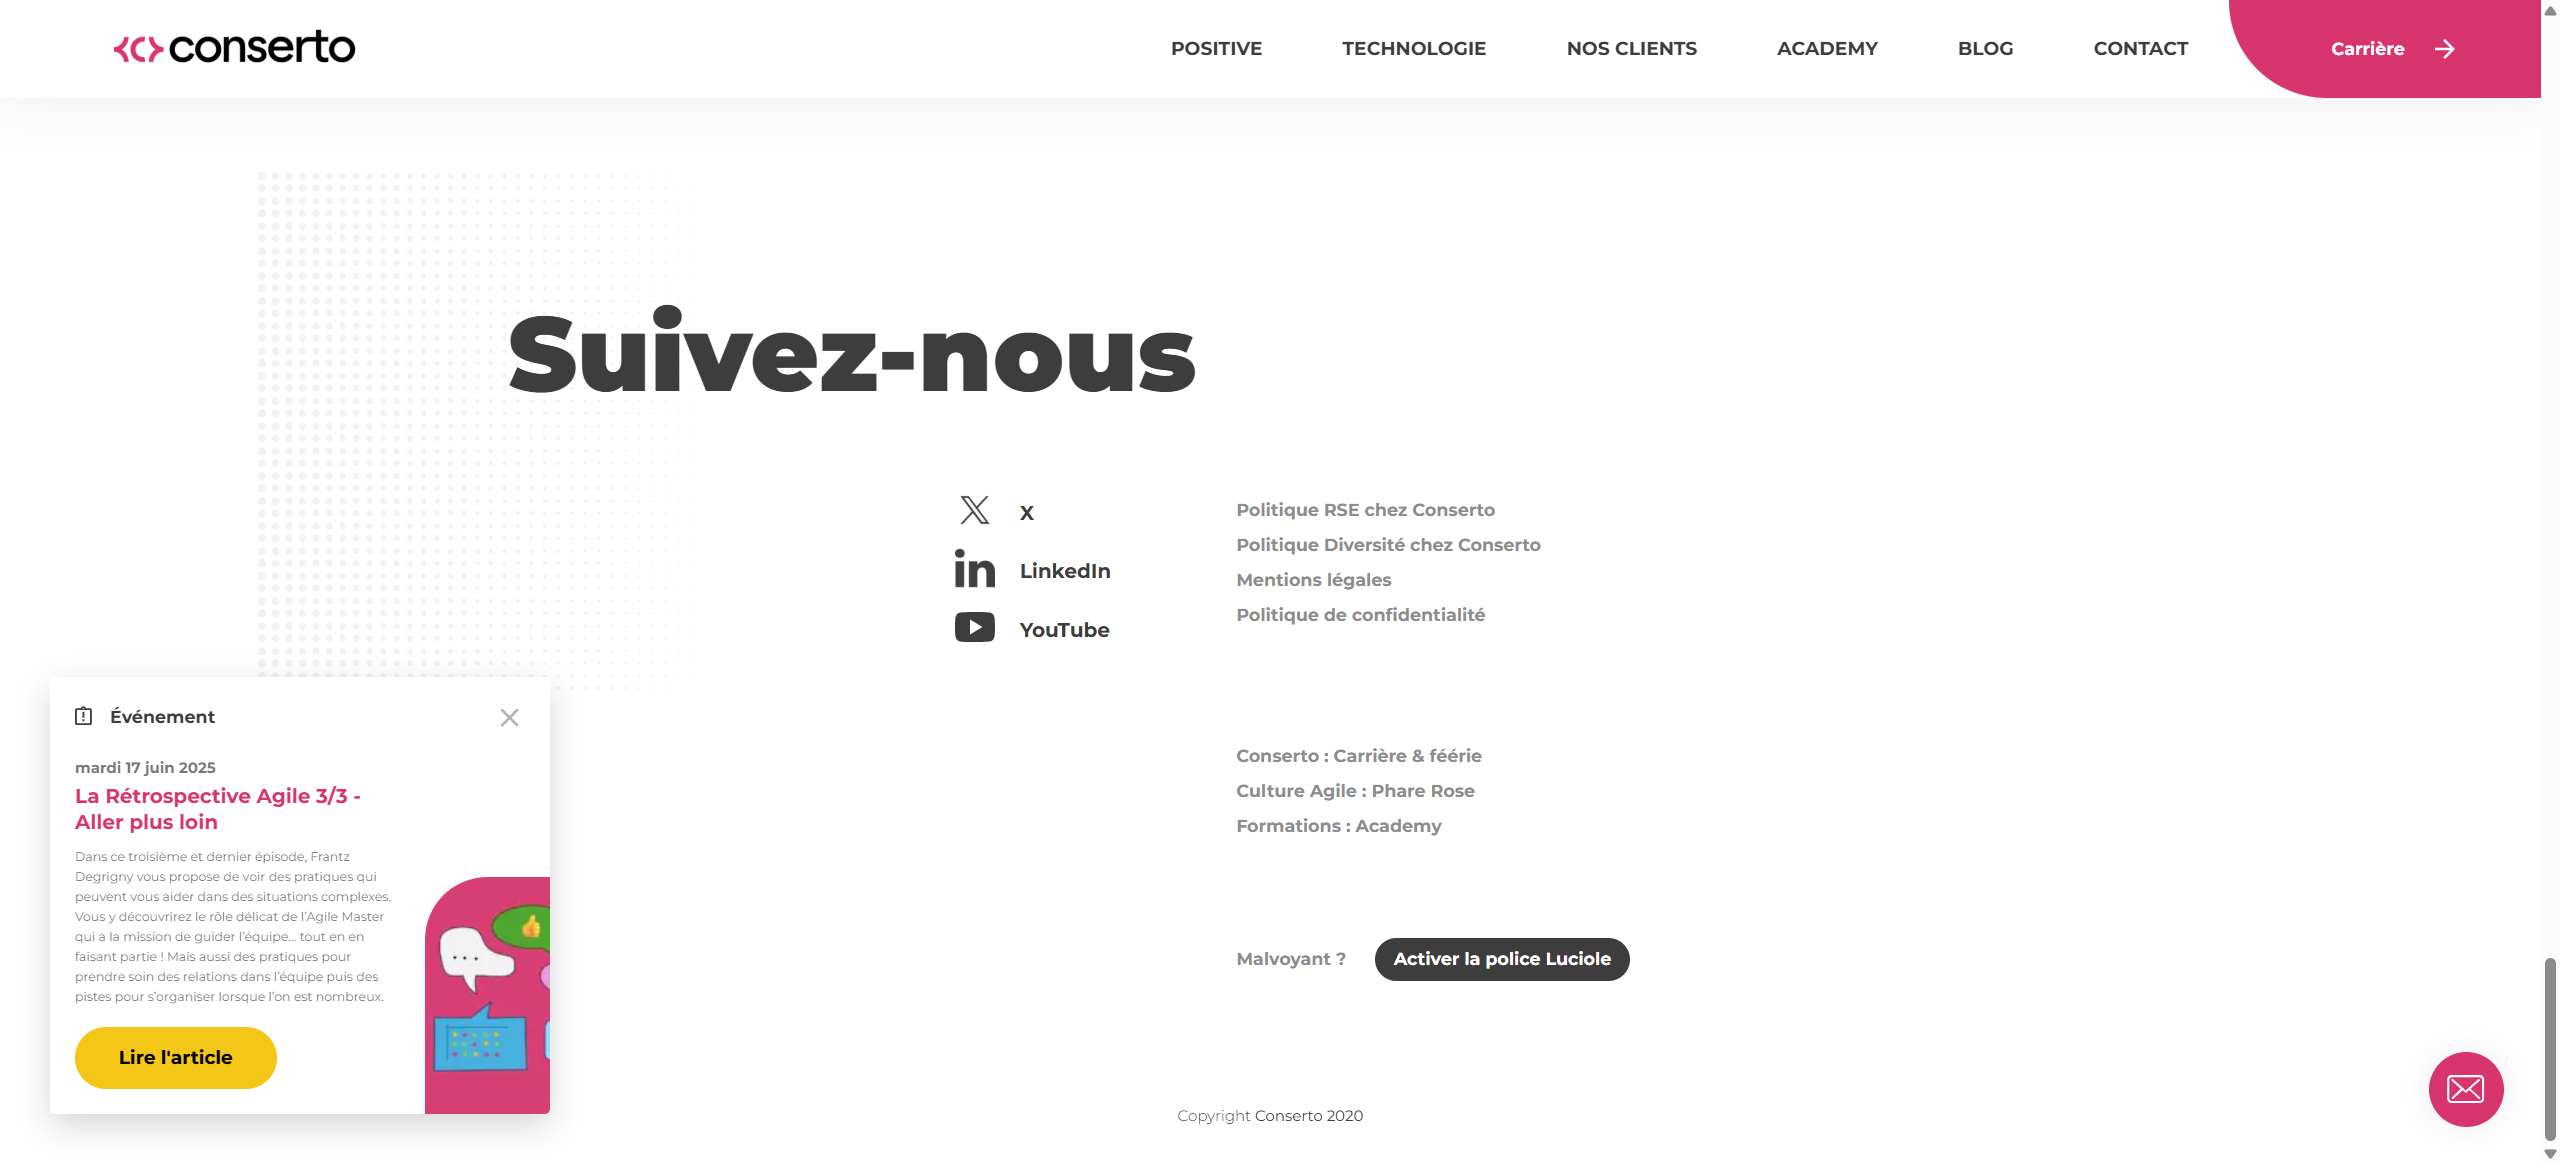 conserto
POSITIVE
TECHNOLOGIE
NOS CLIENTS
ACADEMY
BLOG
CONTACT
Carrière
Suivez-nous
X
LinkedIn
YouTube
Politique RSE chez Conserto
Politique Diversité chez Conserto
Mentions légales
Politique de confidentialité
Conserto : Carrière & féérie
Culture Agile : Phare Rose
Formations : Academy
Malvoyant ?
Activer la police Luciole
Événement
mardi 17 juin 2025
La Rétrospective Agile 3/3 -
Aller plus loin
Dans ce troisième et dernier épisode, Frantz
Degrigny vous propose de voir des pratiques qui
peuvent vous aider dans des situations complexes.
Vous y découvrirez le rôle délicat de l’Agile Master
qui a la mission de guider l’équipe... tout en en
faisant partie ! Mais aussi des pratiques pour
prendre soin des relations dans l’équipe puis des
pistes pour s’organiser lorsque l’on est nombreux.
Lire l'article
Copyright Conserto 2020